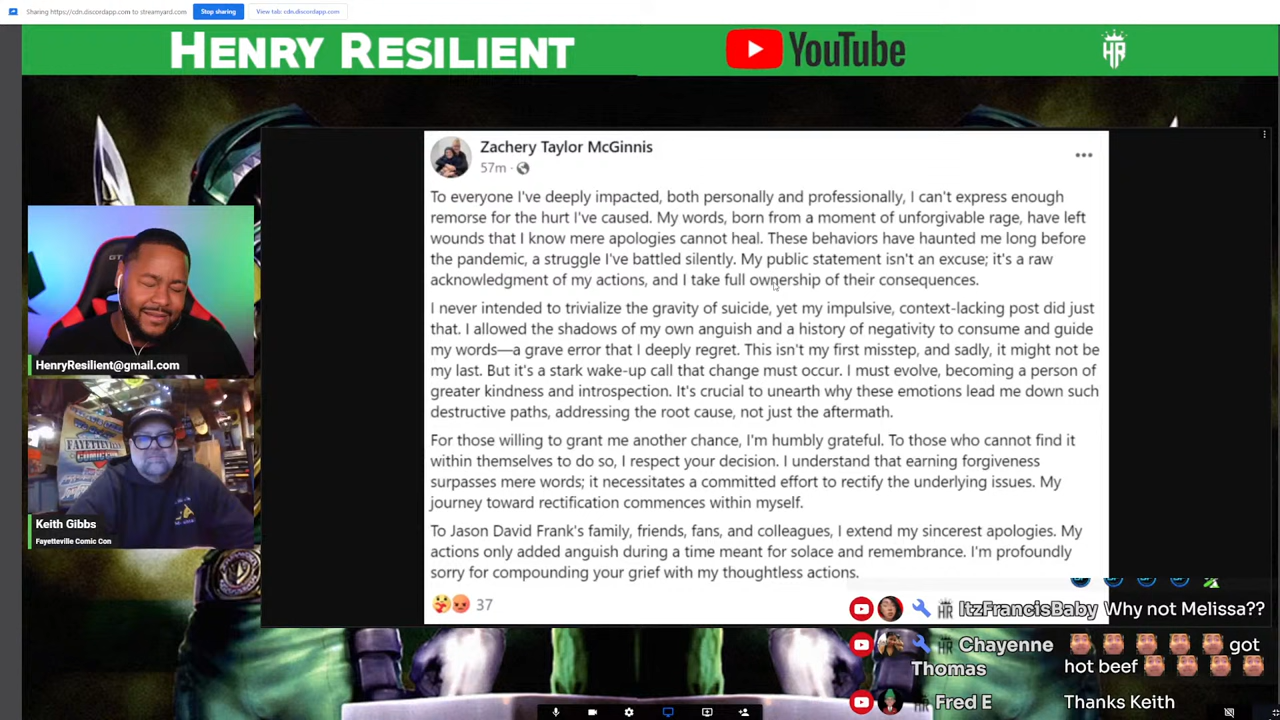 Sharing https://cdn.discordapp.com to streamyard.com
Stop sharing
View tab: cdn.discordapp.com
HENRY RESILIENT
YouTube
HR
Zachery Taylor McGinnis
57m
To everyone I've deeply impacted, both personally and professionally, I can't express enough
remorse for the hurt I've caused. My words, born from a moment of unforgivable rage, have left
wounds that I know mere apologies cannot heal. These behaviors have haunted me long before
the pandemic, a struggle I've battled silently. My public statement isn't an excuse; it's a raw
acknowledgment of my actions, and I take full ownership of their consequences.
I never intended to trivialize the gravity of suicide, yet my impulsive, context-lacking post did just
that. I allowed the shadows of my own anguish and a history of negativity to consume and guide
my words—a grave error that I deeply regret. This isn't my first misstep, and sadly, it might not be
my last. But it's a stark wake-up call that change must occur. I must evolve, becoming a person of
greater kindness and introspection. It's crucial to unearth why these emotions lead me down such
destructive paths, addressing the root cause, not just the aftermath.
For those willing to grant me another chance, I'm humbly grateful. To those who cannot find it
within themselves to do so, I respect your decision. I understand that earning forgiveness
surpasses mere words; it necessitates a committed effort to rectify the underlying issues. My
journey toward rectification commences within myself.
To Jason David Frank's family, friends, fans, and colleagues, I extend my sincerest apologies. My
actions only added anguish during a time meant for solace and remembrance. I'm profoundly
sorry for compounding your grief with my thoughtless actions.
37
HenryResilient@gmail.com
FAYETTEVILLE
Keith Gibbs
Fayetteville Comic Con
HR ItzFrancisBaby Why not Melissa??
HR Chayenne Thomas got
hot beef
HR Fred E Thanks Keith